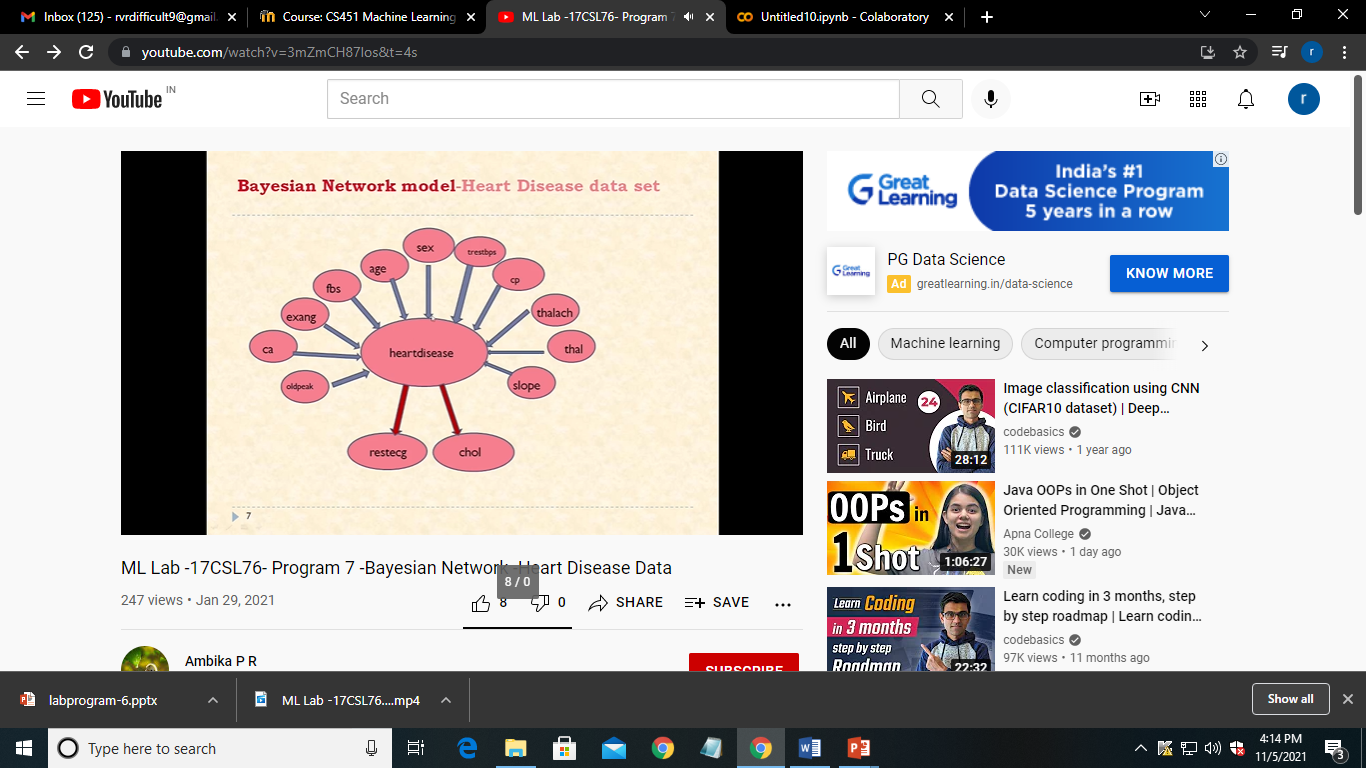 Inbox (125) - rvrdifficult9@gmail.
Course: CS451 Machine Learning
ML Lab -17CSL76- Program 7
Untitled10.ipynb - Colaboratory
youtube.com/watch?v=3mZmCH87Ios&t=4s
r
YouTube IN
Search
r
Bayesian Network model-Heart Disease data set
sex
trestbps
age
cp
fbs
exang
thalach
ca
heartdisease
thal
oldpeak
slope
restecg
chol
7
ML Lab -17CSL76- Program 7 -Bayesian Network -Heart Disease Data
8 / 0
247 views • Jan 29, 2021
8
0
SHARE
SAVE
Ambika P R
SUBSCRIBE
Great Learning
India's #1
Data Science Program
5 years in a row
Great Learning
PG Data Science
Ad greatlearning.in/data-science
KNOW MORE
All
Machine learning
Computer programmi
Airplane
24
Bird
Truck
28:12
Image classification using CNN
(CIFAR10 dataset) | Deep...
codebasics
111K views • 1 year ago
OOPs in
1Shot
1:06:27
Java OOPs in One Shot | Object
Oriented Programming | Java...
Apna College
30K views • 1 day ago
New
Learn Coding
in 3 months
step by step
Roadmap
22:32
Learn coding in 3 months, step
by step roadmap | Learn codin...
codebasics
97K views • 11 months ago
labprogram-6.pptx
ML Lab -17CSL76....mp4
Show all
Type here to search
4:14 PM
11/5/2021
3